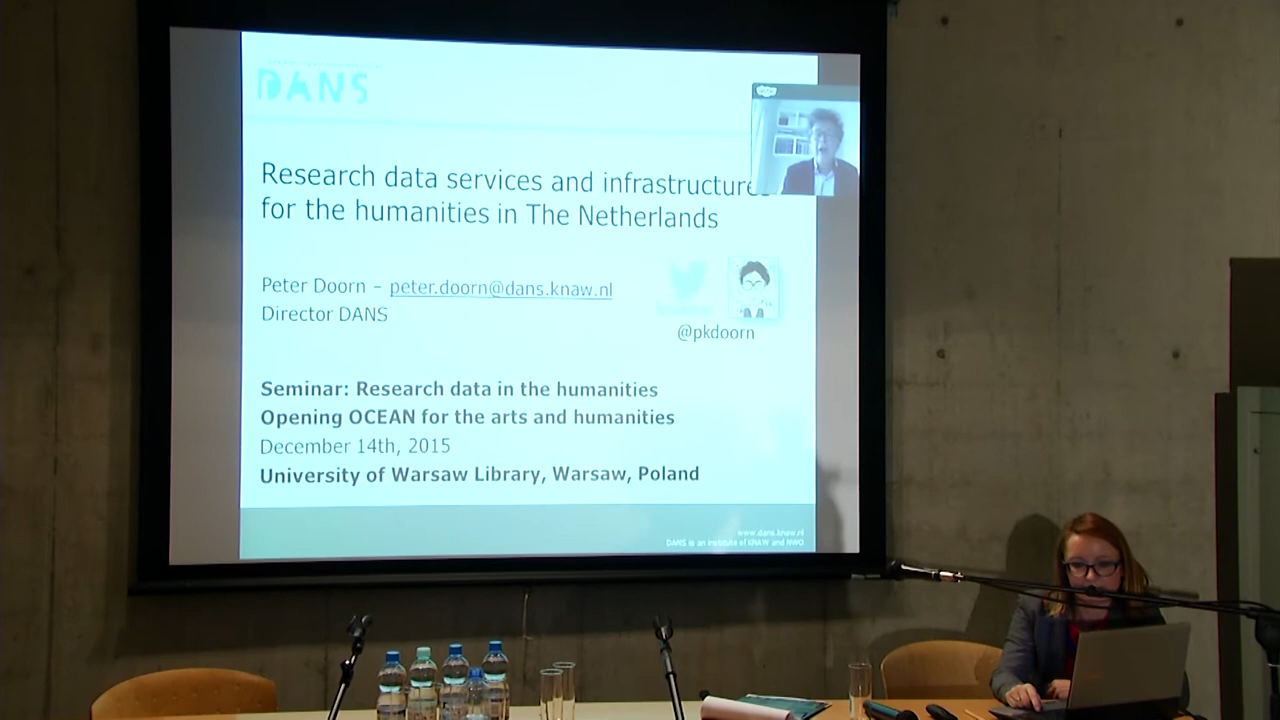 DANS
Research data services and infrastructure
for the humanities in The Netherlands
Peter Doorn – peter.doorn@dans.knaw.nl
Director DANS
@pkdoorn
Seminar: Research data in the humanities
Opening OCEAN for the arts and humanities
December 14th, 2015
University of Warsaw Library, Warsaw, Poland
www.dans.knaw.nl
DANS is an institute of KNAW and NWO